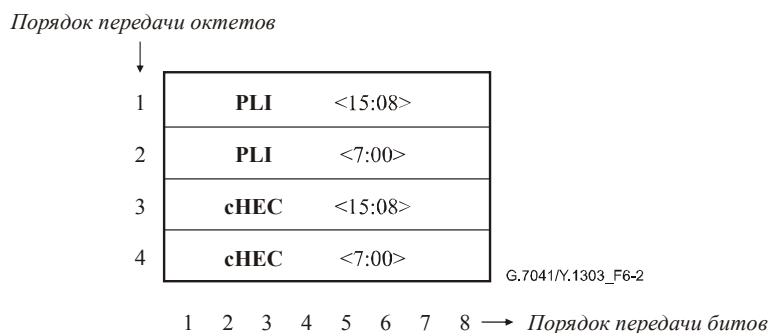 Порядок передачи октетов
1 PLI <15:08>
2 PLI <7:00>
3 cHEC <15:08>
4 cHEC <7:00>
G.7041/Y.1303_F6-2
1 2 3 4 5 6 7 8 → Порядок передачи битов